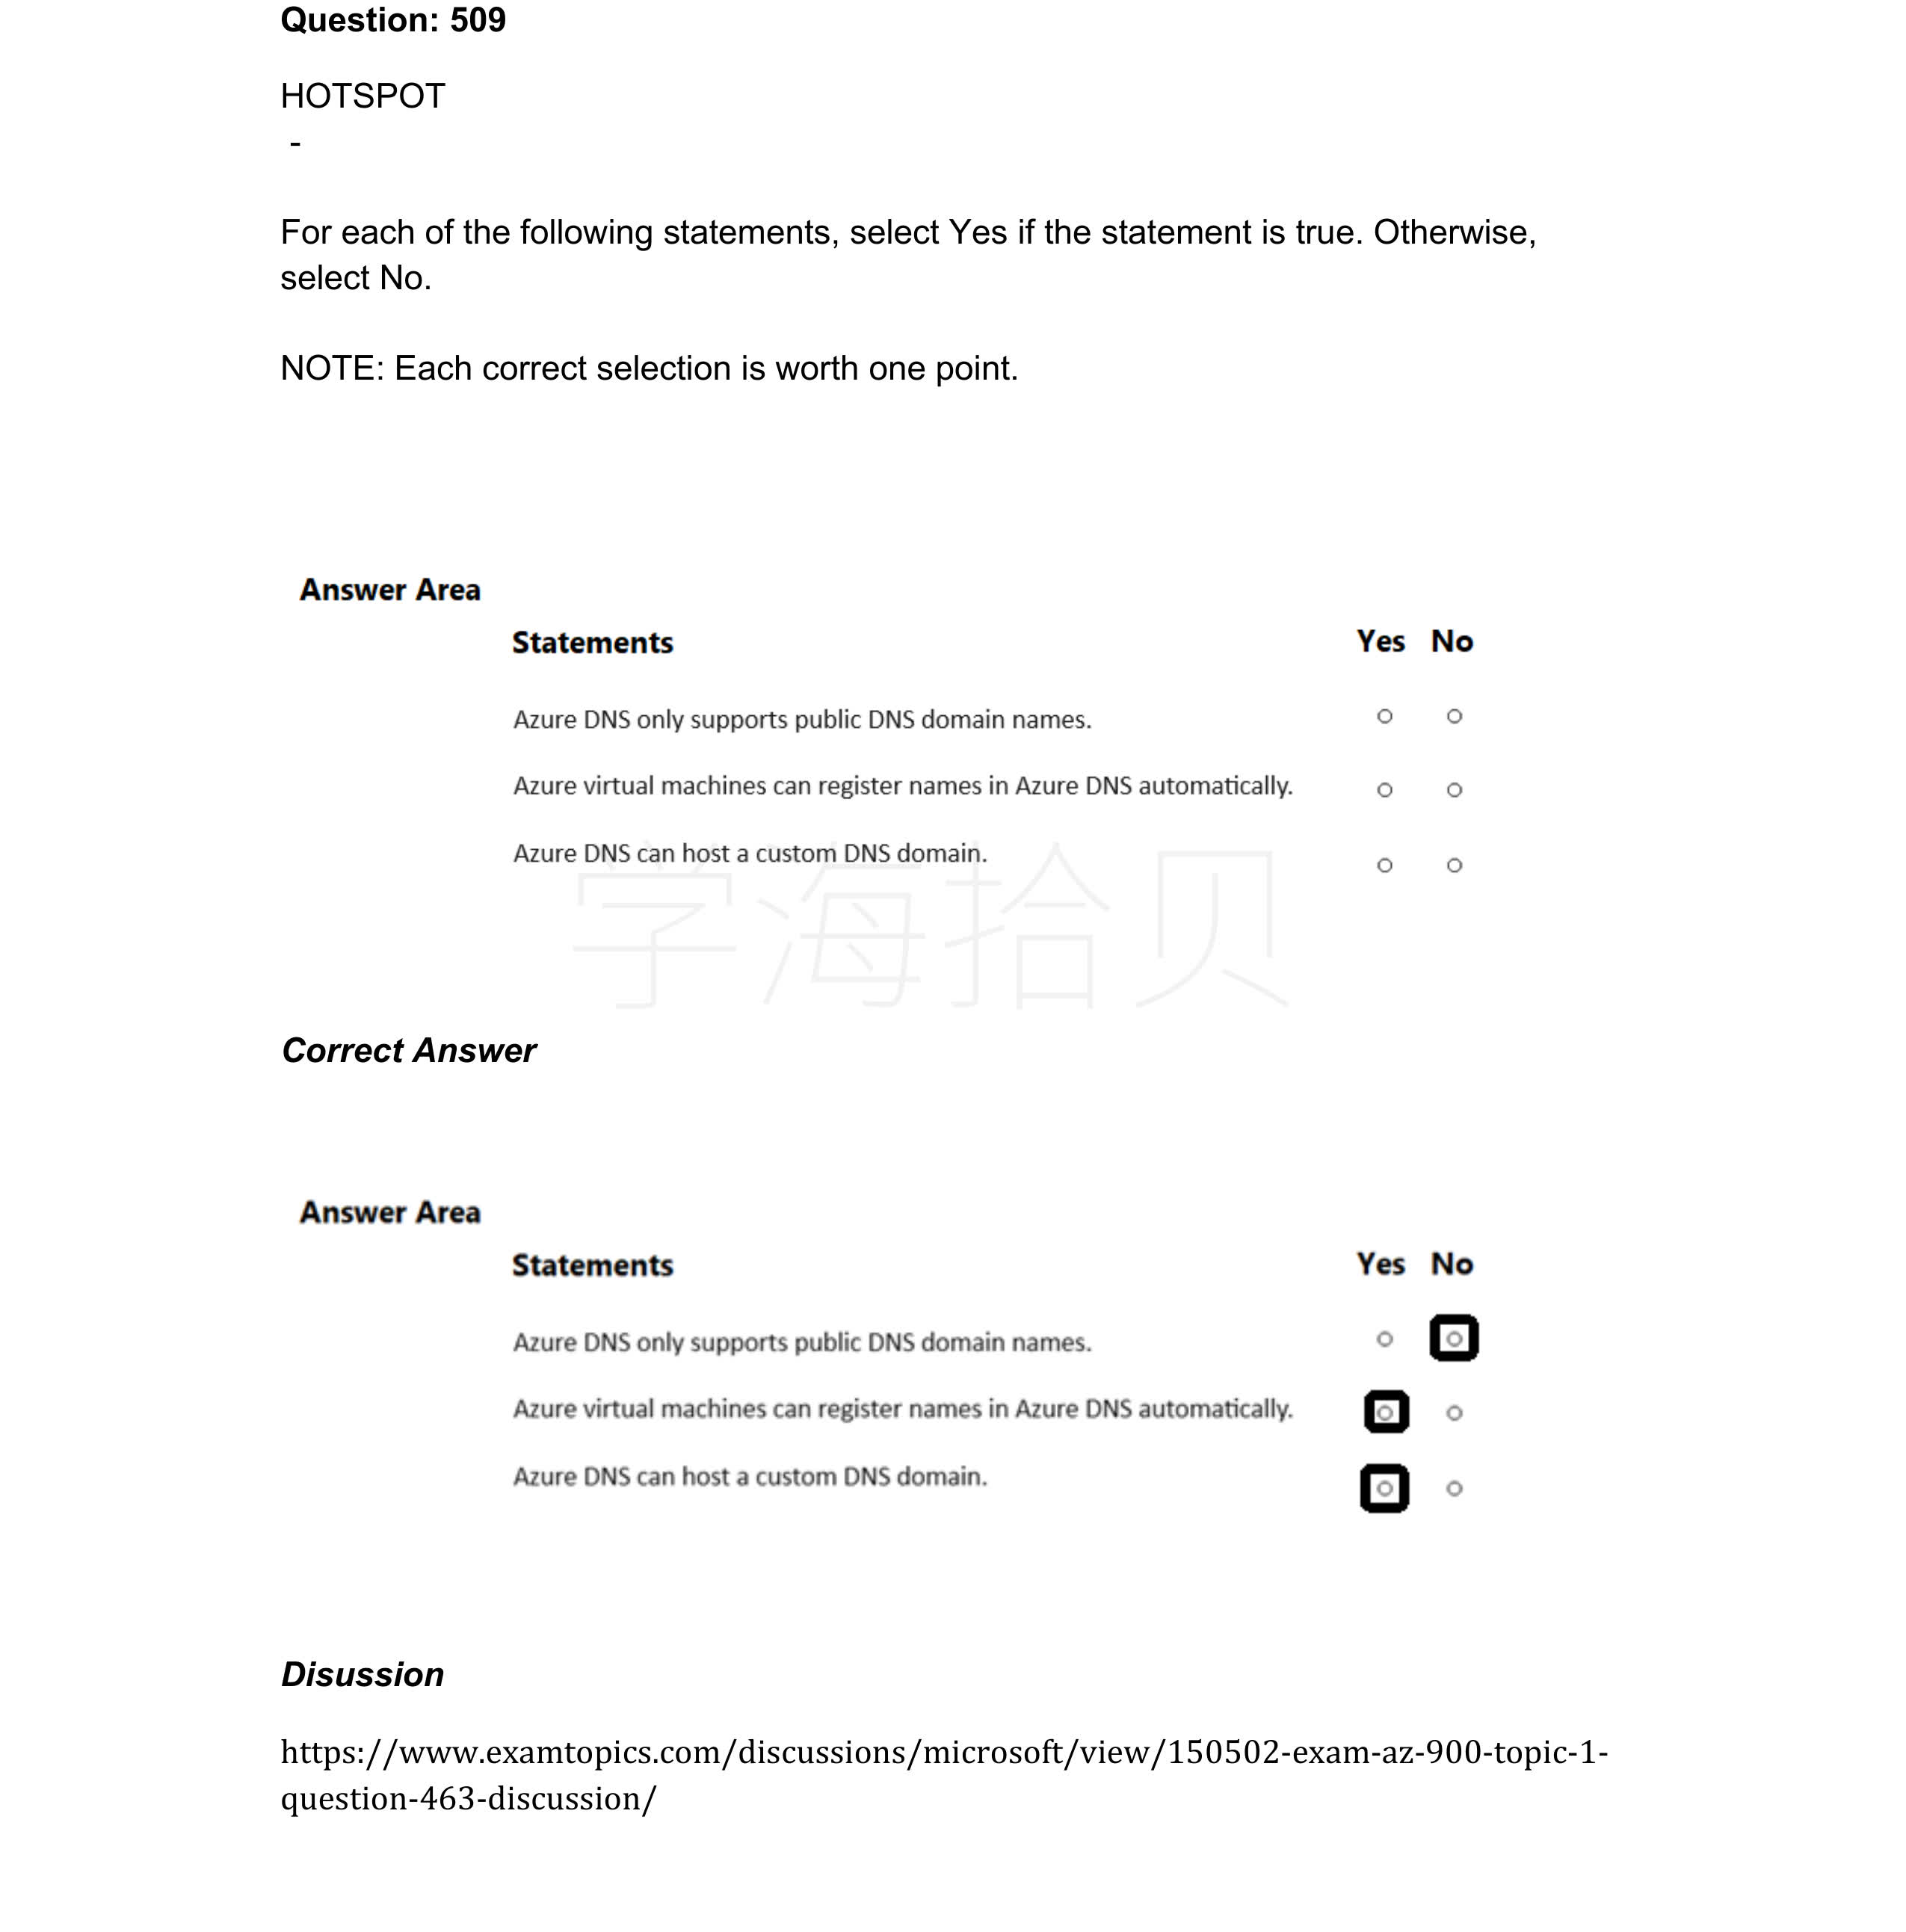 Question: 509
HOTSPOT
-
For each of the following statements, select Yes if the statement is true. Otherwise,
select No.
NOTE: Each correct selection is worth one point.
Answer Area
Statements Yes No
Azure DNS only supports public DNS domain names.
Azure virtual machines can register names in Azure DNS automatically.
Azure DNS can host a custom DNS domain.
学海拾贝
Correct Answer
Answer Area
Statements Yes No
Azure DNS only supports public DNS domain names.
Azure virtual machines can register names in Azure DNS automatically.
Azure DNS can host a custom DNS domain.
Disussion
https://www.examtopics.com/discussions/microsoft/view/150502-exam-az-900-topic-1-
question-463-discussion/